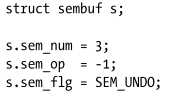 struct sembuf s;
s.sem_num = 3;
s.sem_op  = -1;
s.sem_flg = SEM_UNDO;